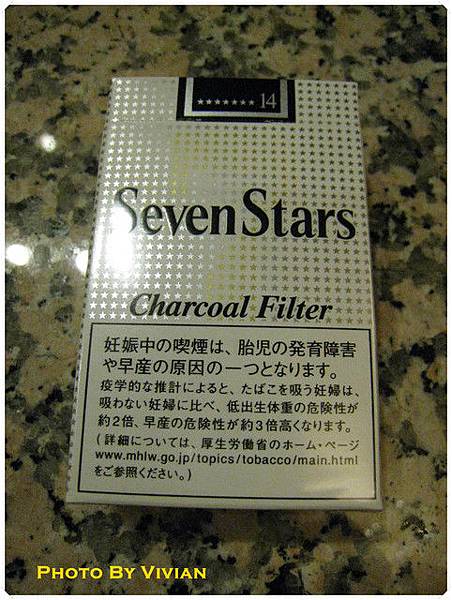 ★★★★★★★ 14
Seven Stars
Charcoal Filter
妊娠中の喫煙は、胎児の発育障害
や早産の原因の一つとなります。
疫学的な推計によると、たばこを吸う妊婦は、
吸わない妊婦に比べ、低出生体重の危険性が
約2倍、早産の危険性が約3倍高くなります。
(詳細については、厚生労働省のホーム・ページ
www.mhlw.go.jp/topics/tobacco/main.html
をご参照ください。)
PHOTO BY VIVIAN